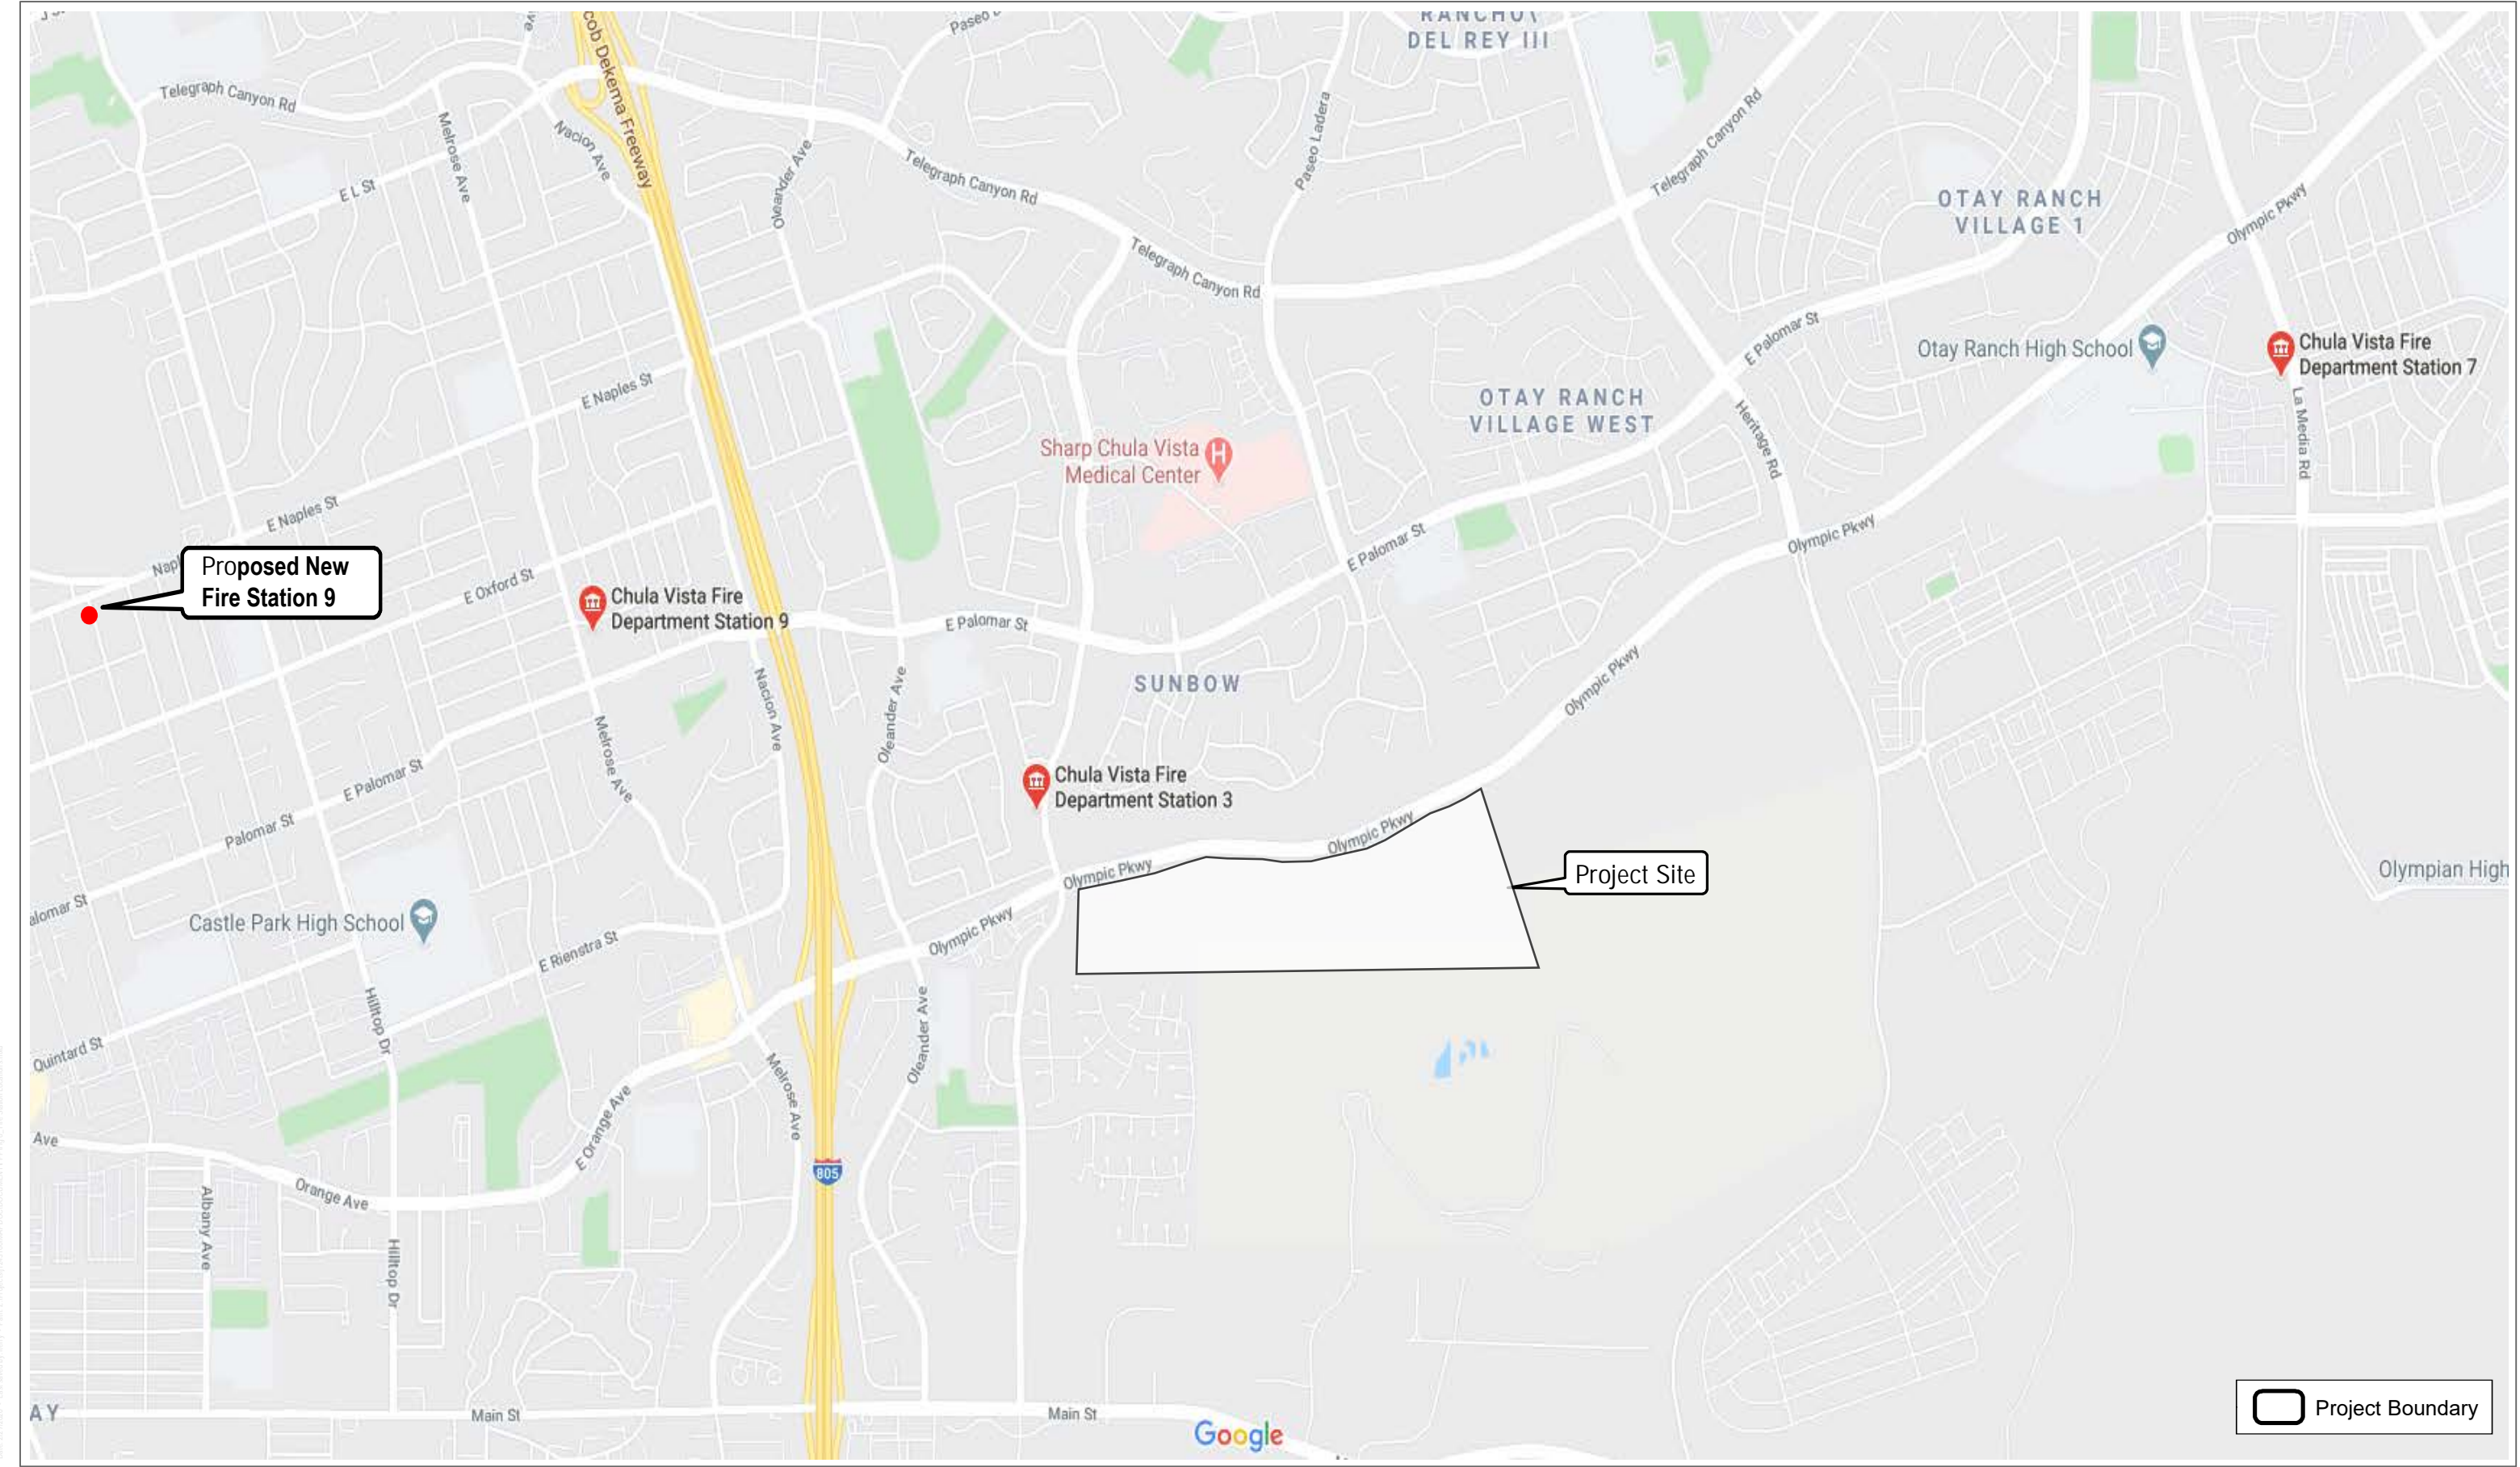 RANCHO
DEL REY III
Paseo
cob Dekema Freeway
Telegraph Canyon Rd
Melrose Ave
Nacion Ave
E L St
Oleander Ave
Telegraph Canyon Rd
Paseo Ladera
Telegraph Canyon Rd
Telegraph Canyon Rd
OTAY RANCH
VILLAGE 1
Olympic Pkwy
E Palomar St
Otay Ranch High School
Chula Vista Fire
Department Station 7
La Media Rd
E Naples St
OTAY RANCH
VILLAGE WEST
Heritage Rd
Sharp Chula Vista
Medical Center
E Naples St
Olympic Pkwy
E Palomar St
Napl
Proposed New
Fire Station 9
E Oxford St
Chula Vista Fire
Department Station 9
E Palomar St
SUNBOW
Olympic Pkwy
Nacion Ave
Oleander Ave
Melrose Ave
E Palomar St
Chula Vista Fire
Department Station 3
Palomar St
Olympic Pkwy
Olympic Pkwy
Project Site
Olympian High
alomar St
Castle Park High School
Olympic Pkwy
E Rienstra St
Hilltop Dr
Oleander Ave
Quintard St
Melrose Ave
E Orange Ave
Ave
805
Orange Ave
Albany Ave
Hilltop Dr
AY
Main St
Main St
Google
Project Boundary